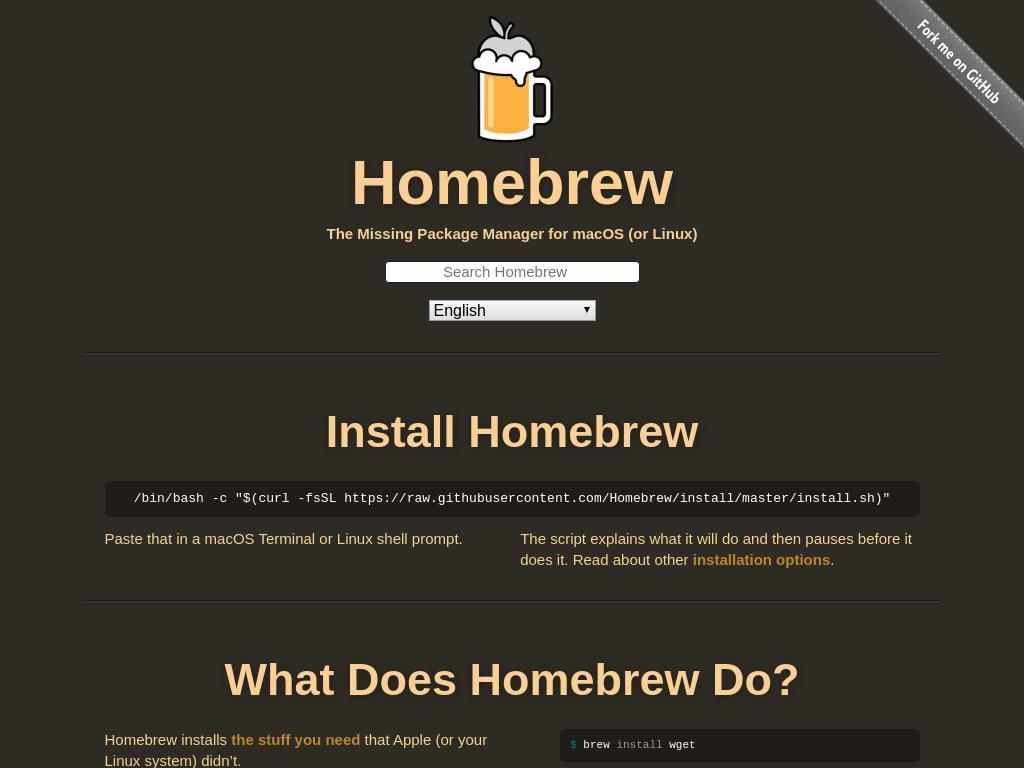 Fork me on GitHub
Homebrew
The Missing Package Manager for macOS (or Linux)
Search Homebrew
English
Install Homebrew
/bin/bash -c "$(curl -fsSL https://raw.githubusercontent.com/Homebrew/install/master/install.sh)"
Paste that in a macOS Terminal or Linux shell prompt.
The script explains what it will do and then pauses before it
does it. Read about other installation options.
What Does Homebrew Do?
Homebrew installs the stuff you need that Apple (or your
Linux system) didn’t.
$ brew install wget